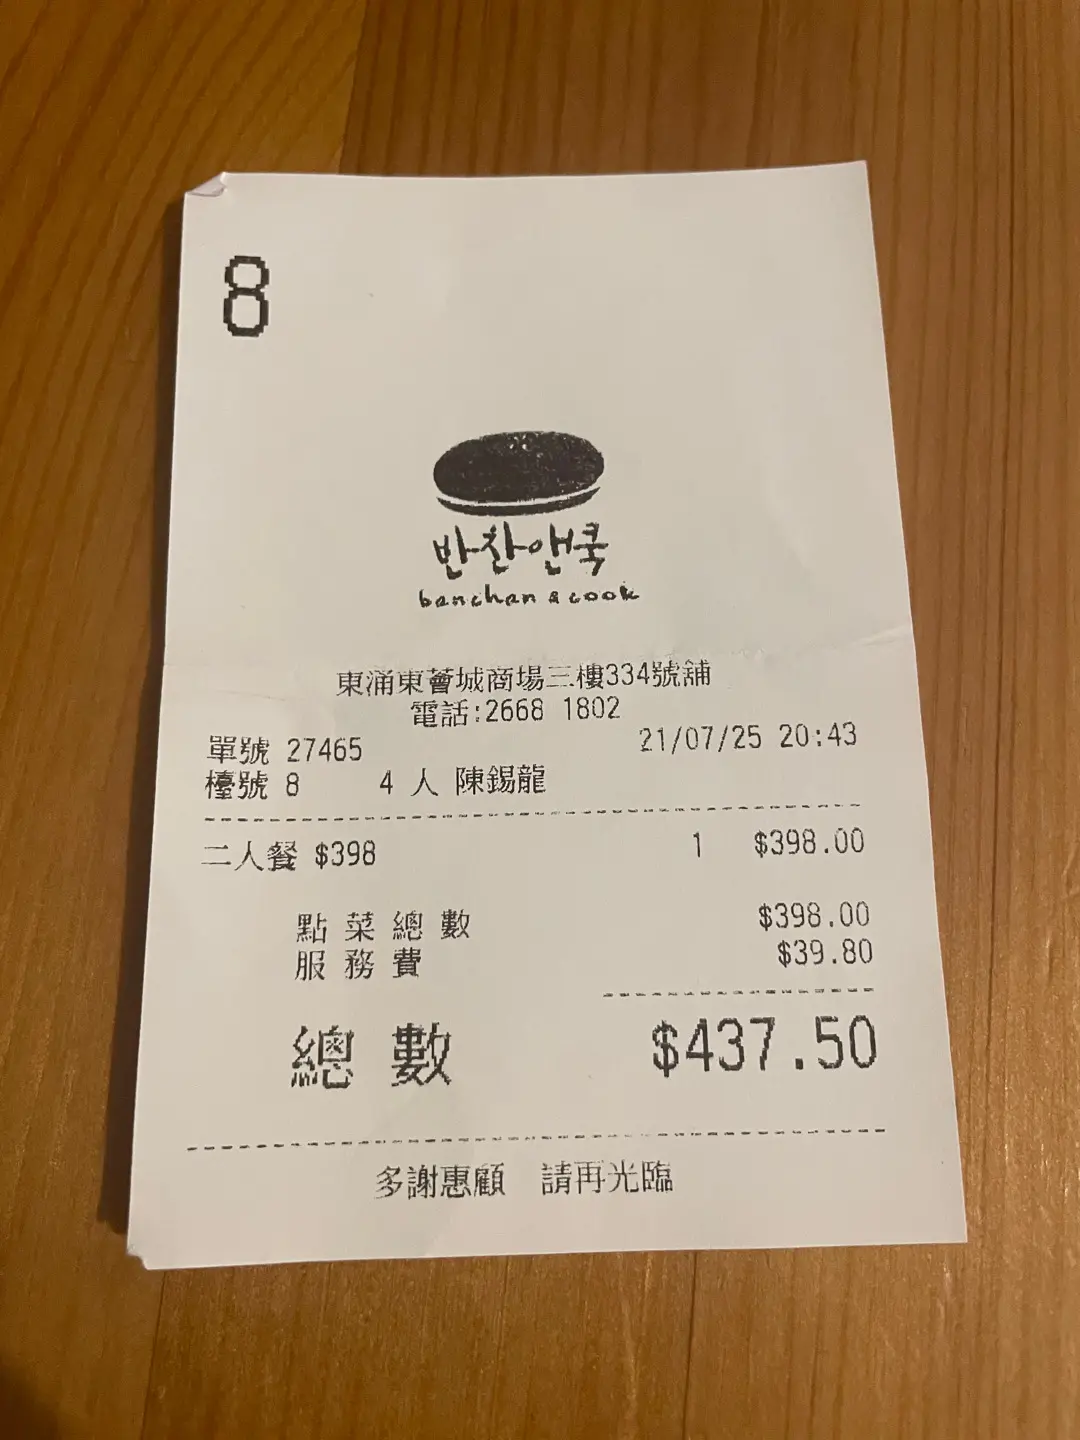 8
반찬앤쿡
banchan & cook
東涌東薈城商場三樓334號舖
電話:2668 1802
單號 27465 21/07/25 20:43
檯號 8 4 人 陳錫龍
二人餐 $398 1 $398.00
點菜總數 $398.00
服務費 $39.80
總數 $437.50
多謝惠顧 請再光臨